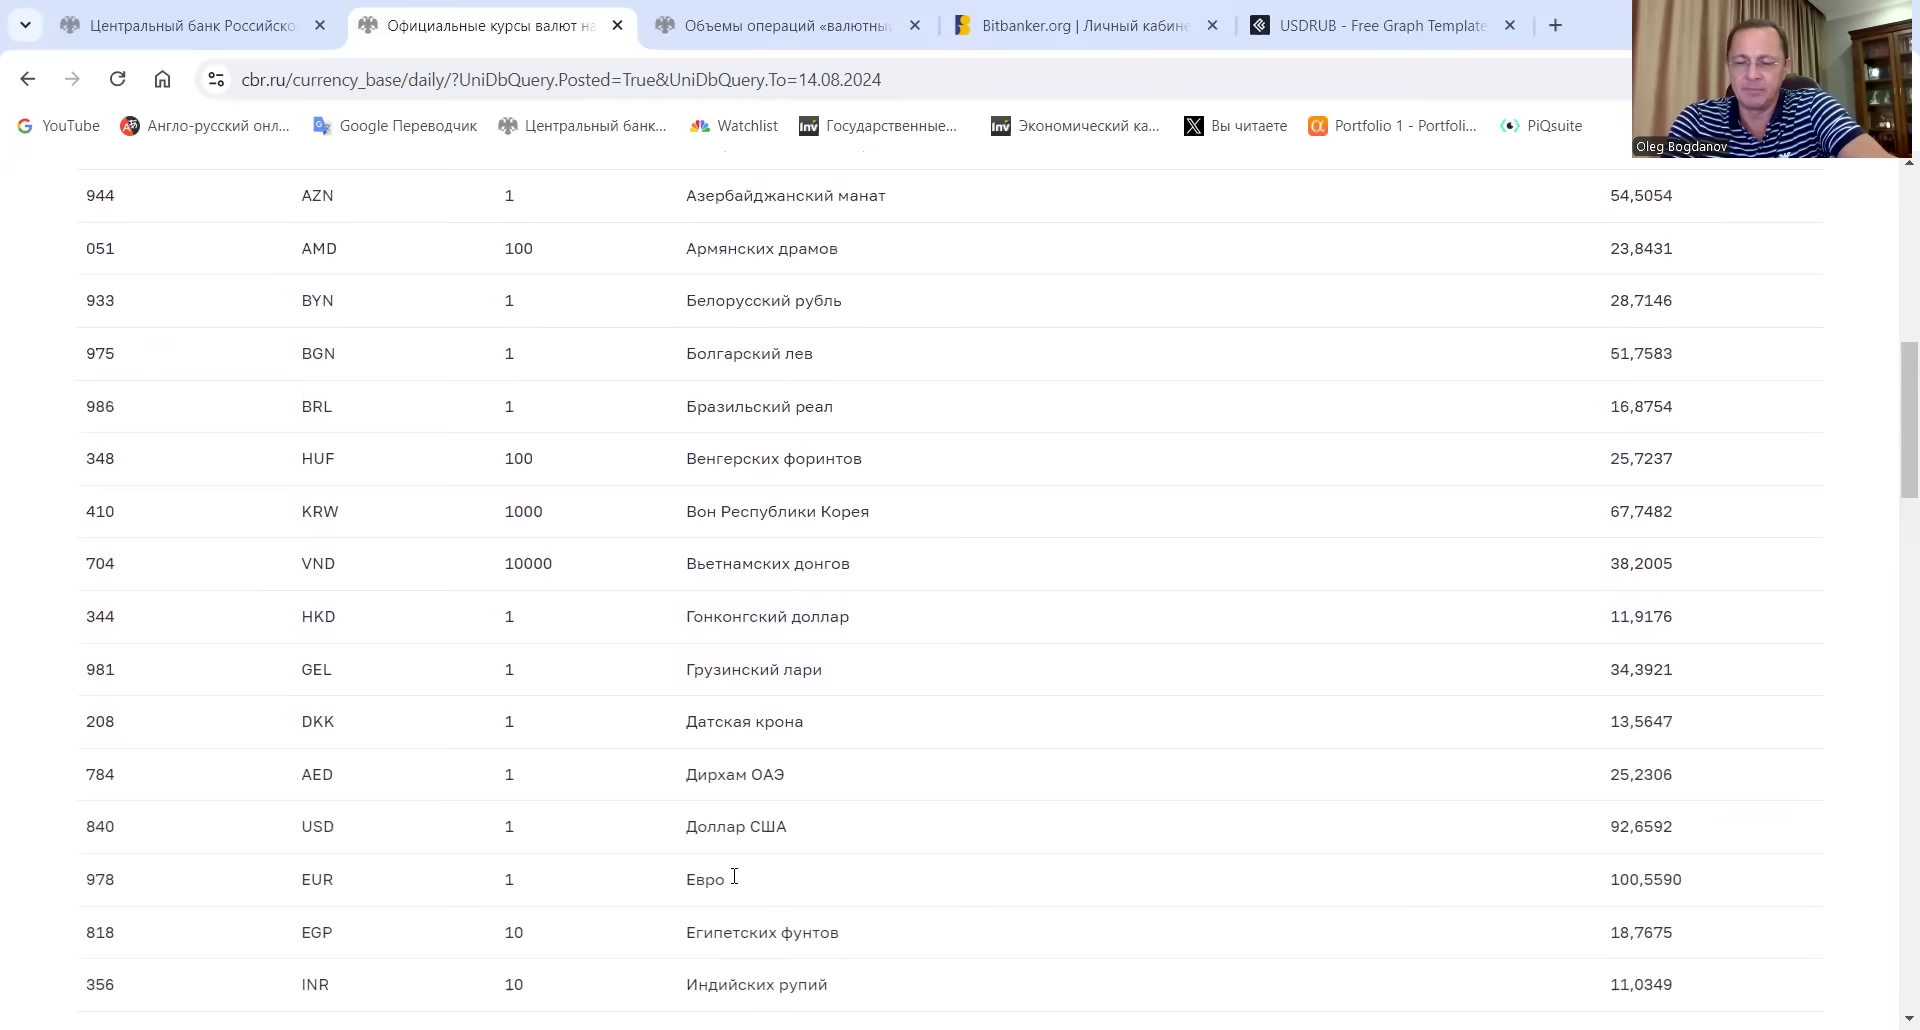 Центральный банк Российско
Официальные курсы валют на
Объемы операций «валютны
Bitbanker.org | Личный кабине
USDRUB - Free Graph Template
cbr.ru/currency_base/daily/?UniDbQuery.Posted=True&UniDbQuery.To=14.08.2024
YouTube
Англо-русский онл...
Google Переводчик
Центральный банк...
Watchlist
Inv Государственные...
Inv Экономический ка...
Вы читаете
Portfolio 1 - Portfoli...
PiQsuite
Oleg Bogdanov
944 AZN 1 Азербайджанский манат 54,5054
051 AMD 100 Армянских драмов 23,8431
933 BYN 1 Белорусский рубль 28,7146
975 BGN 1 Болгарский лев 51,7583
986 BRL 1 Бразильский реал 16,8754
348 HUF 100 Венгерских форинтов 25,7237
410 KRW 1000 Вон Республики Корея 67,7482
704 VND 10000 Вьетнамских донгов 38,2005
344 HKD 1 Гонконгский доллар 11,9176
981 GEL 1 Грузинский лари 34,3921
208 DKK 1 Датская крона 13,5647
784 AED 1 Дирхам ОАЭ 25,2306
840 USD 1 Доллар США 92,6592
978 EUR 1 Евро 100,5590
818 EGP 10 Египетских фунтов 18,7675
356 INR 10 Индийских рупий 11,0349